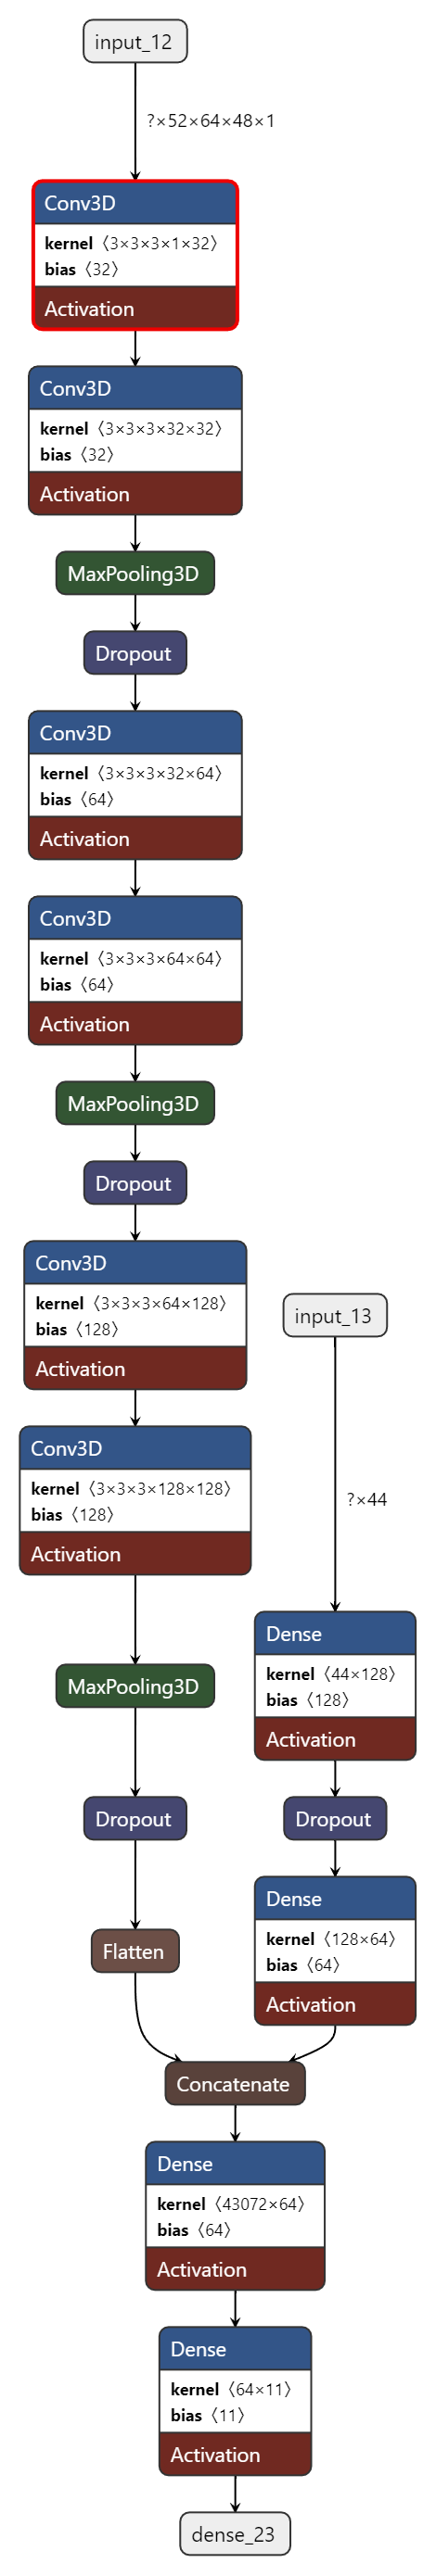 input_12
?×52×64×48×1
Conv3D
kernel〈3×3×3×1×32〉
bias〈32〉
Activation
Conv3D
kernel〈3×3×3×32×32〉
bias〈32〉
Activation
MaxPooling3D
Dropout
Conv3D
kernel〈3×3×3×32×64〉
bias〈64〉
Activation
Conv3D
kernel〈3×3×3×64×64〉
bias〈64〉
Activation
MaxPooling3D
Dropout
Conv3D
kernel〈3×3×3×64×128〉
bias〈128〉
Activation
Conv3D
kernel〈3×3×3×128×128〉
bias〈128〉
Activation
MaxPooling3D
Dropout
Flatten
input_13
?×44
Dense
kernel〈44×128〉
bias〈128〉
Activation
Dropout
Dense
kernel〈128×64〉
bias〈64〉
Activation
Concatenate
Dense
kernel〈43072×64〉
bias〈64〉
Activation
Dense
kernel〈64×11〉
bias〈11〉
Activation
dense_23